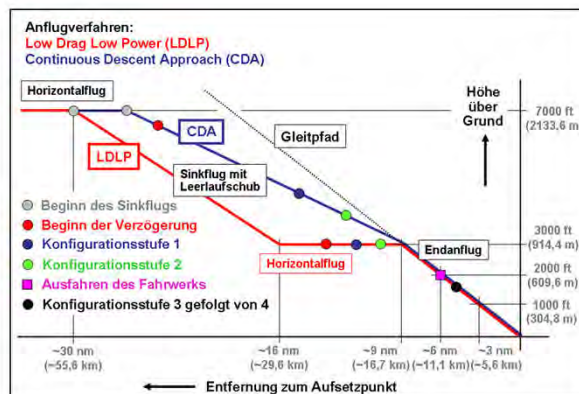 Anflugverfahren:
Low Drag Low Power (LDLP)
Continuous Descent Approach (CDA)
Horizontalflug
Höhe
über
Grund
7000 ft
(2133.6 m)
CDA
Gleitpfad
LDLP
Sinkflug mit
Leerlaufschub
Beginn des Sinkflugs
Beginn der Verzögerung
Konfigurationsstufe 1
Konfigurationsstufe 2
Ausfahren des Fahrwerks
Konfigurationsstufe 3 gefolgt von 4
Horizontalflug
Endanflug
3000 ft
(914,4 m)
2000 ft
(609,6 m)
1000 ft
(304,8 m)
~30 nm
(~55,6 km)
~16 nm
(~29,6 km)
~9 nm
(~16,7 km)
~6 nm
(~11,1 km)
~3 nm
(~5,6 km)
Entfernung zum Aufsetzpunkt